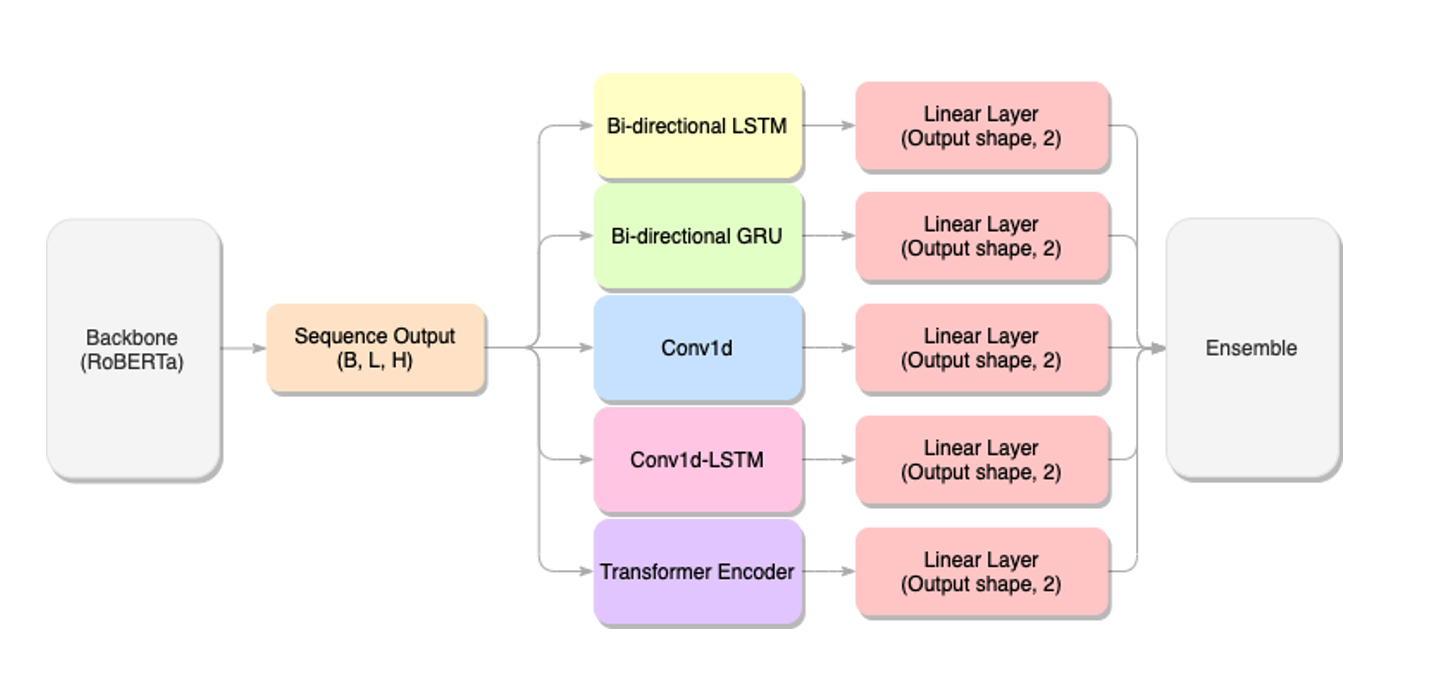 Backbone
(RoBERTa)
Sequence Output
(B, L, H)
Bi-directional LSTM
Linear Layer
(Output shape, 2)
Bi-directional GRU
Linear Layer
(Output shape, 2)
Conv1d
Linear Layer
(Output shape, 2)
Conv1d-LSTM
Linear Layer
(Output shape, 2)
Transformer Encoder
Linear Layer
(Output shape, 2)
Ensemble